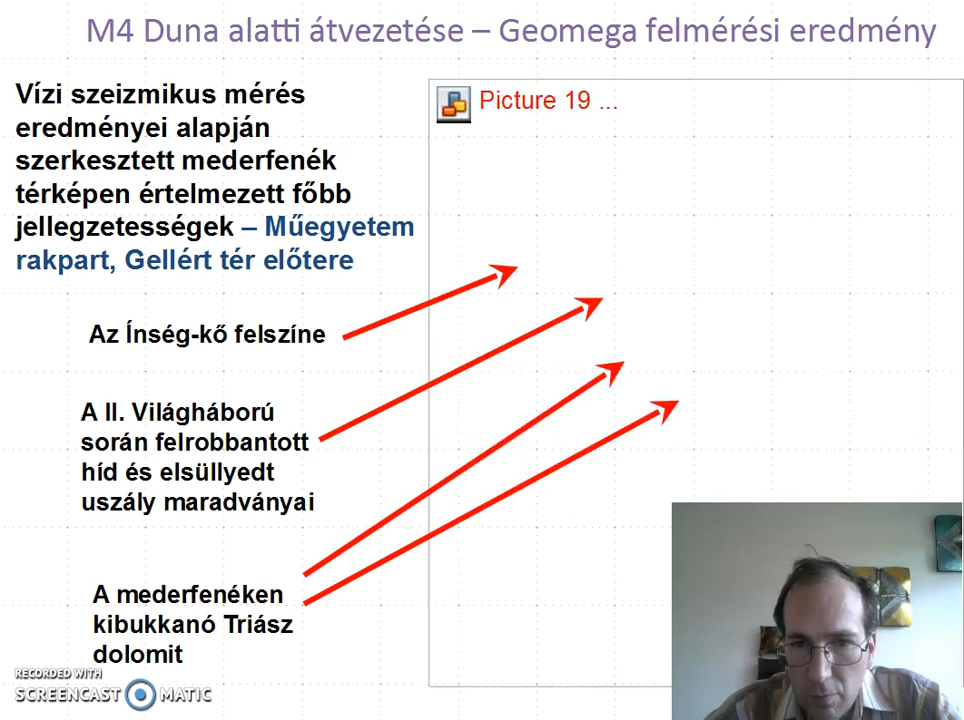 M4 Duna alatti átvezetése – Geomega felmérési eredmény
Vízi szeizmikus mérés
eredményei alapján
szerkesztett mederfenék
térképen értelmezett főbb
jellegzetességek – Műegyetem
rakpart, Gellért tér előtere
Picture 19 ...
Az Ínség-kő felszíne
A II. Világháború
során felrobbantott
híd és elsüllyedt
uszály maradványai
A mederfenéken
kibukkanó Triász
dolomit
RECORDED WITH
SCREENCAST MATIC